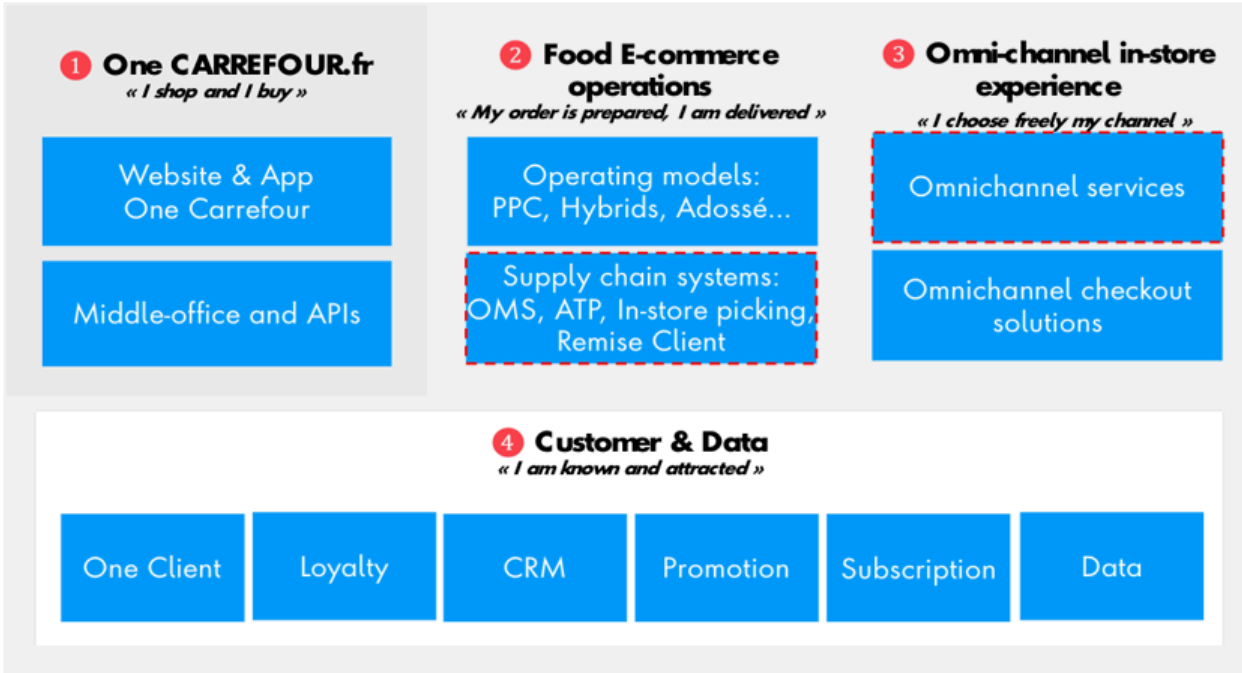 1 One CARREFOUR.fr
« I shop and I buy »
Website & App
One Carrefour
Middle-office and APIs
2 Food E-commerce
operations
« My order is prepared, I am delivered »
Operating models:
PPC, Hybrids, Adossé...
Supply chain systems:
OMS, ATP, In-store picking,
Remise Client
3 Omni-channel in-store
experience
« I choose freely my channel »
Omnichannel services
Omnichannel checkout
solutions
4 Customer & Data
« I am known and attracted »
One Client
Loyalty
CRM
Promotion
Subscription
Data